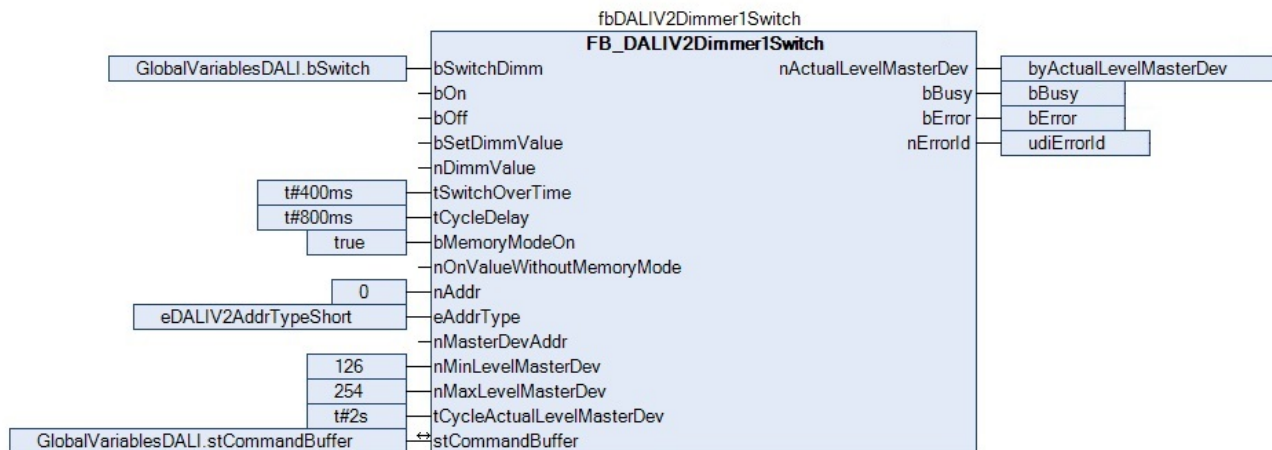 fbDALIV2Dimmer1Switch
FB_DALIV2Dimmer1Switch
GlobalVariablesDALI.bSwitch bSwitchDimm nActualLevelMasterDev byActualLevelMasterDev
bOn bBusy bBusy
bOff bError bError
bSetDimmValue nErrorId udiErrorId
nDimmValue
t#400ms tSwitchOverTime
t#800ms tCycleDelay
true bMemoryModeOn
nOnValueWithoutMemoryMode
0 nAddr
eDALIV2AddrTypeShort eAddrType
nMasterDevAddr
126 nMinLevelMasterDev
254 nMaxLevelMasterDev
t#2s tCycleActualLevelMasterDev
GlobalVariablesDALI.stCommandBuffer ↔ stCommandBuffer